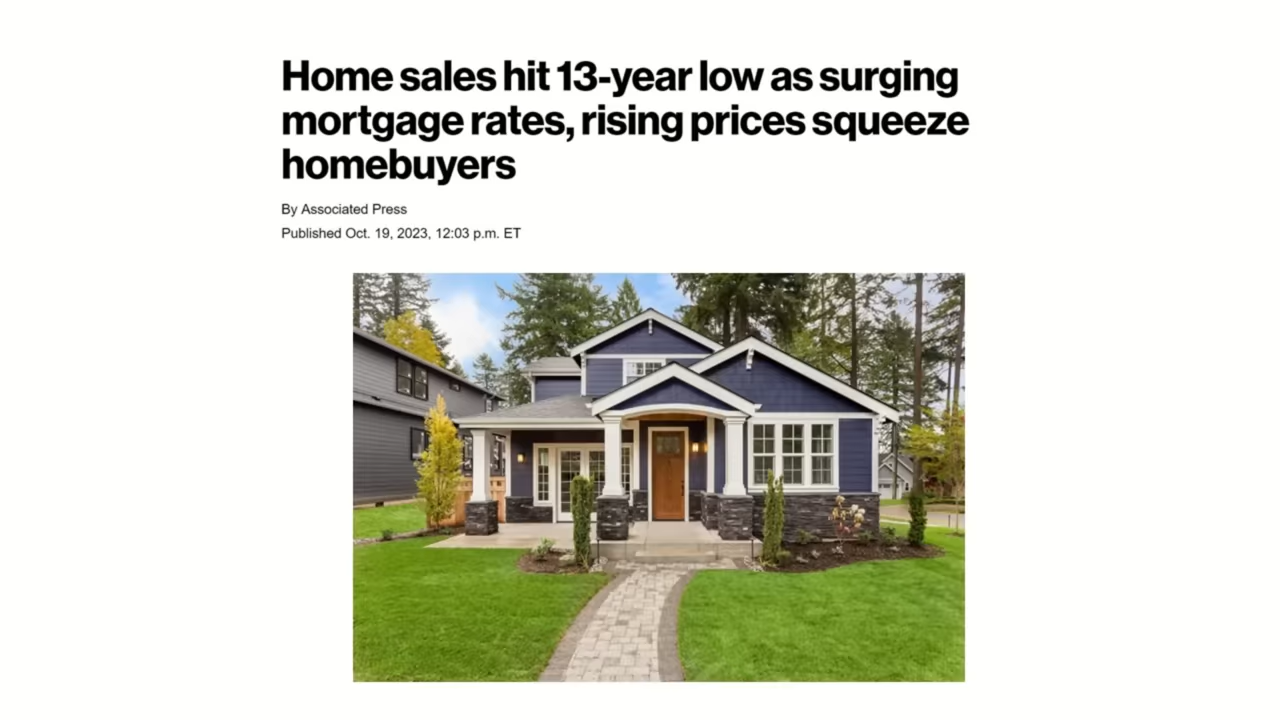 Home sales hit 13-year low as surging
mortgage rates, rising prices squeeze
homebuyers
By Associated Press
Published Oct. 19, 2023, 12:03 p.m. ET